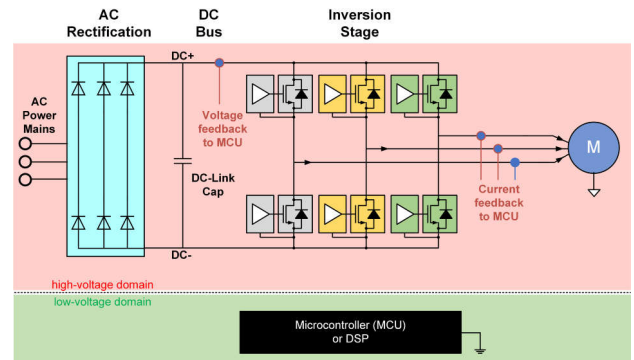 AC
Rectification
DC
Bus
Inversion
Stage
DC+
AC
Power
Mains
Voltage
feedback
to MCU
M
DC-Link
Cap
Current
feedback
to MCU
DC-
high-voltage domain
low-voltage domain
Microcontroller (MCU)
or DSP